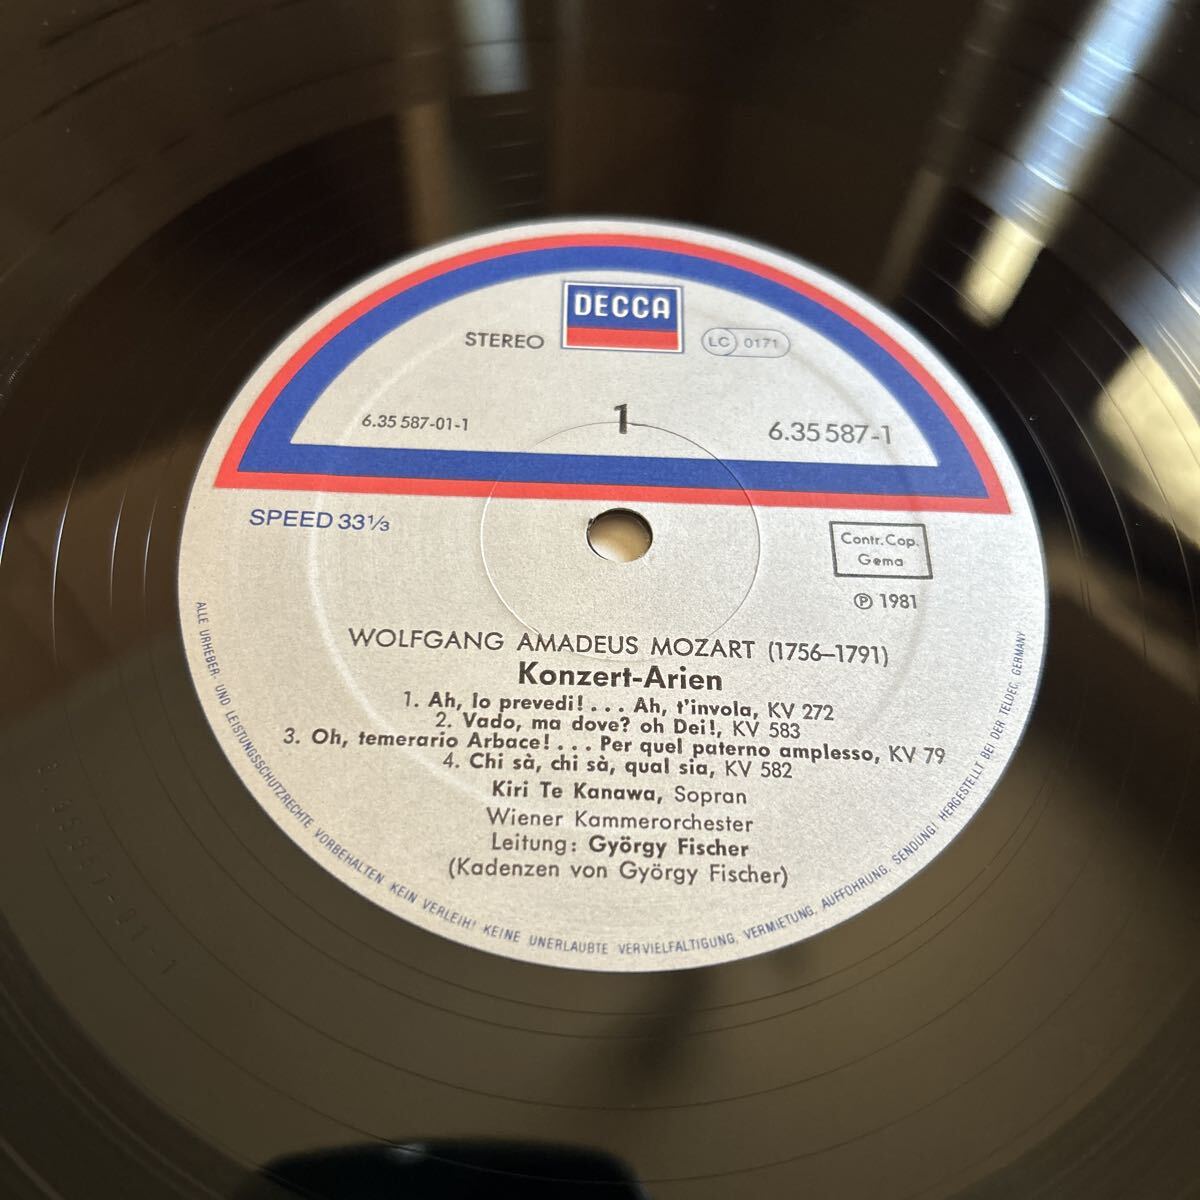 DECCA
STEREO
LC 0171
6.35 587-01-1
1
6.35 587-1
SPEED 33⅓
Contr. Cop.
Gema
℗ 1981
WOLFGANG AMADEUS MOZART (1756–1791)
Konzert-Arien
1. Ah, lo prevedi! . . . Ah, t'invola, KV 272
2. Vado, ma dove? oh Dei!, KV 583
3. Oh, temerario Arbace! . . . Per quel paterno amplesso, KV 79
4. Chi sà, chi sà, qual sia, KV 582
Kiri Te Kanawa, Sopran
Wiener Kammerorchester
Leitung: György Fischer
(Kadenzen von György Fischer)
ALLE URHEBER- UND LEISTUNGSSCHUTZRECHTE VORBEHALTEN KEIN VERLEIH! KEINE UNERLAUBTE VERVIELFÄLTIGUNG, VERMIETUNG, AUFFÜHRUNG, SENDUNG! HERGESTELLT BEI DER TELDEC, GERMANY